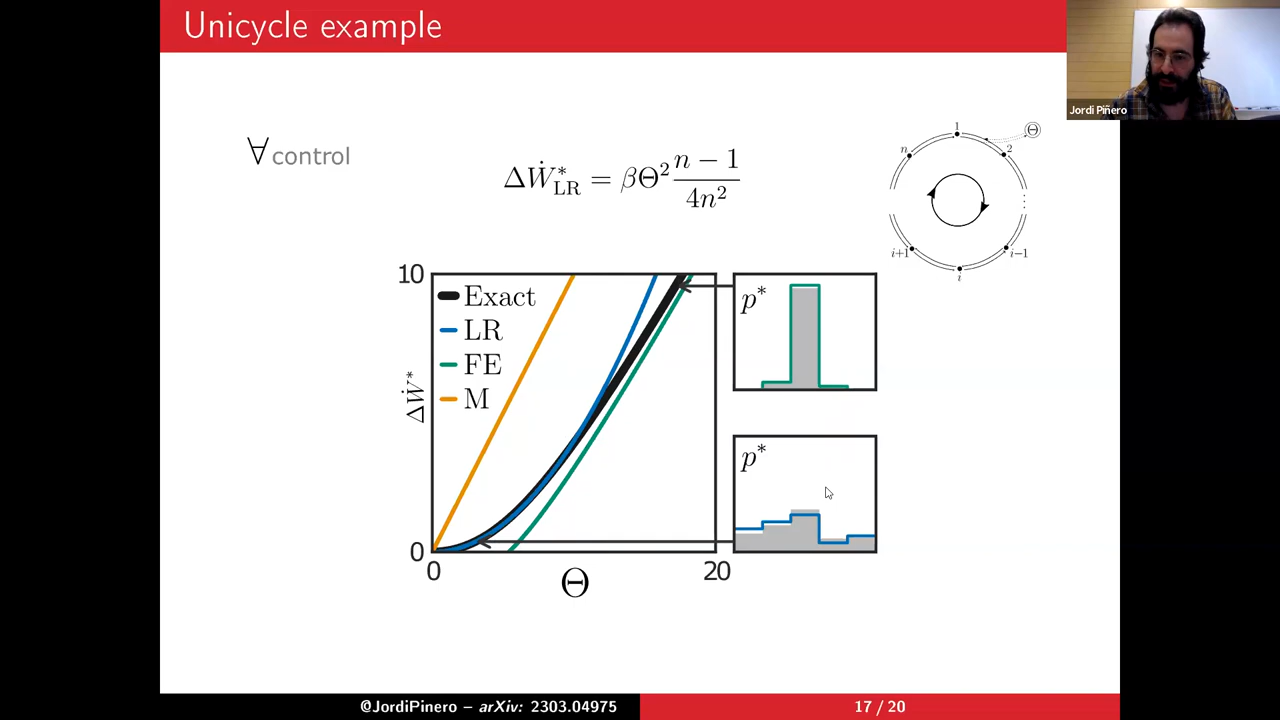 Unicycle example
Jordi Piñero
∀control
ΔẆ*LR = βΘ² (n − 1)/(4n²)
1
Θ
n
2
⋮
i+1
i−1
i
10
Exact
LR
FE
M
ΔẆ*
0
0
Θ
20
p*
p*
@JordiPinero – arXiv: 2303.04975
17 / 20